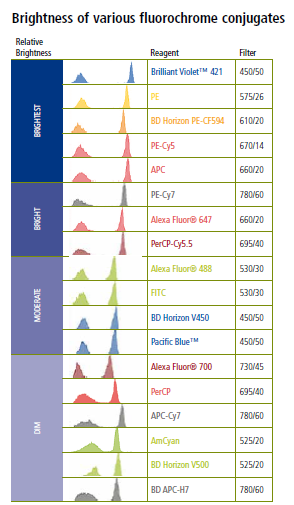 Brightness of various fluorochrome conjugates
Relative
Brightness
Reagent
Filter
BRIGHTEST
Brilliant Violet™ 421 450/50
PE 575/26
BD Horizon PE-CF594 610/20
PE-Cy5 670/14
APC 660/20
BRIGHT
PE-Cy7 780/60
Alexa Fluor® 647 660/20
PerCP-Cy5.5 695/40
MODERATE
Alexa Fluor® 488 530/30
FITC 530/30
BD Horizon V450 450/50
Pacific Blue™ 450/50
DIM
Alexa Fluor® 700 730/45
PerCP 695/40
APC-Cy7 780/60
AmCyan 525/20
BD Horizon V500 525/20
BD APC-H7 780/60